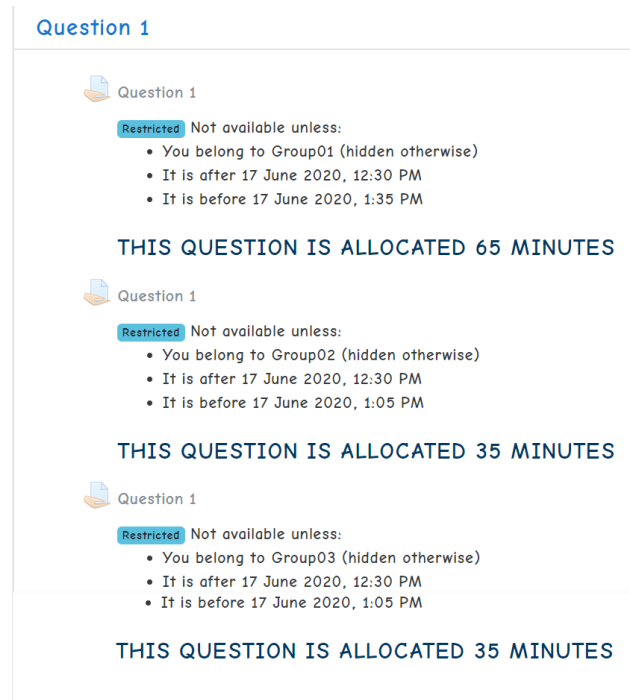 Question 1
Question 1
Restricted Not available unless:
• You belong to Group01 (hidden otherwise)
• It is after 17 June 2020, 12:30 PM
• It is before 17 June 2020, 1:35 PM
THIS QUESTION IS ALLOCATED 65 MINUTES
Question 1
Restricted Not available unless:
• You belong to Group02 (hidden otherwise)
• It is after 17 June 2020, 12:30 PM
• It is before 17 June 2020, 1:05 PM
THIS QUESTION IS ALLOCATED 35 MINUTES
Question 1
Restricted Not available unless:
• You belong to Group03 (hidden otherwise)
• It is after 17 June 2020, 12:30 PM
• It is before 17 June 2020, 1:05 PM
THIS QUESTION IS ALLOCATED 35 MINUTES